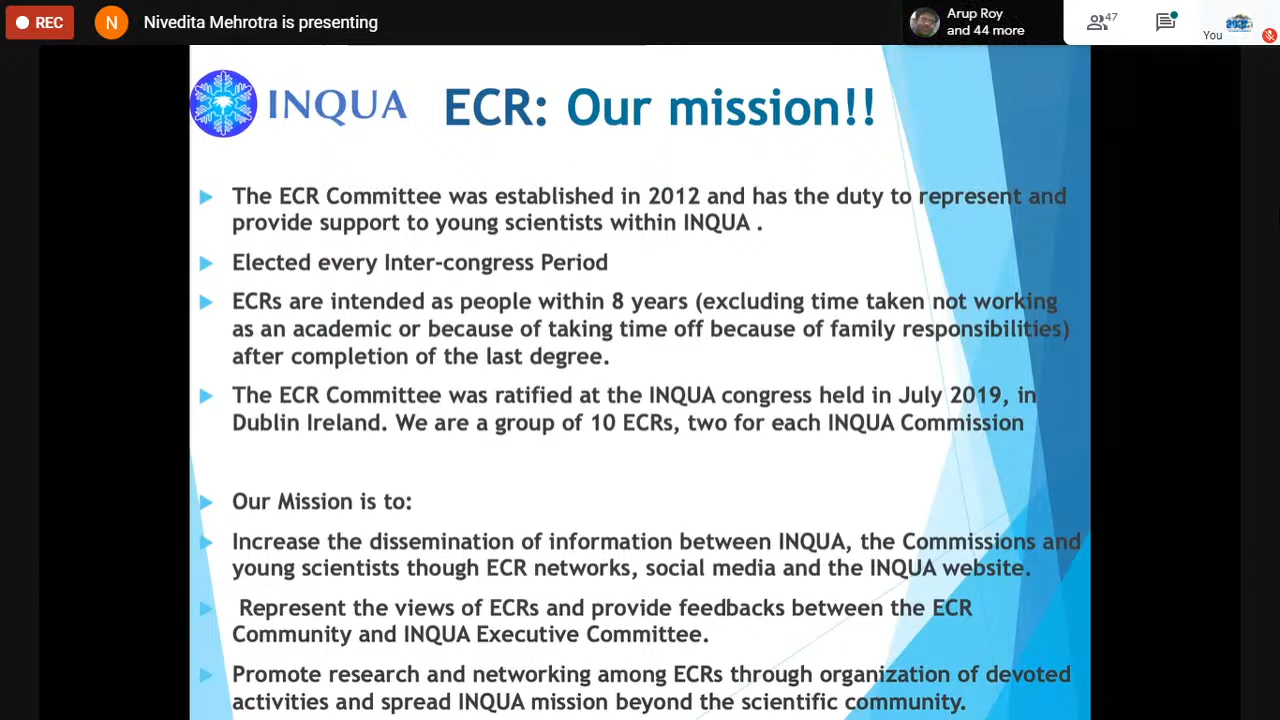 REC
N
Nivedita Mehrotra is presenting
Arup Roy
and 44 more
47
You
INQUA
ECR: Our mission!!
The ECR Committee was established in 2012 and has the duty to represent and
provide support to young scientists within INQUA .
Elected every Inter-congress Period
ECRs are intended as people within 8 years (excluding time taken not working
as an academic or because of taking time off because of family responsibilities)
after completion of the last degree.
The ECR Committee was ratified at the INQUA congress held in July 2019, in
Dublin Ireland. We are a group of 10 ECRs, two for each INQUA Commission
Our Mission is to:
Increase the dissemination of information between INQUA, the Commissions and
young scientists though ECR networks, social media and the INQUA website.
Represent the views of ECRs and provide feedbacks between the ECR
Community and INQUA Executive Committee.
Promote research and networking among ECRs through organization of devoted
activities and spread INQUA mission beyond the scientific community.